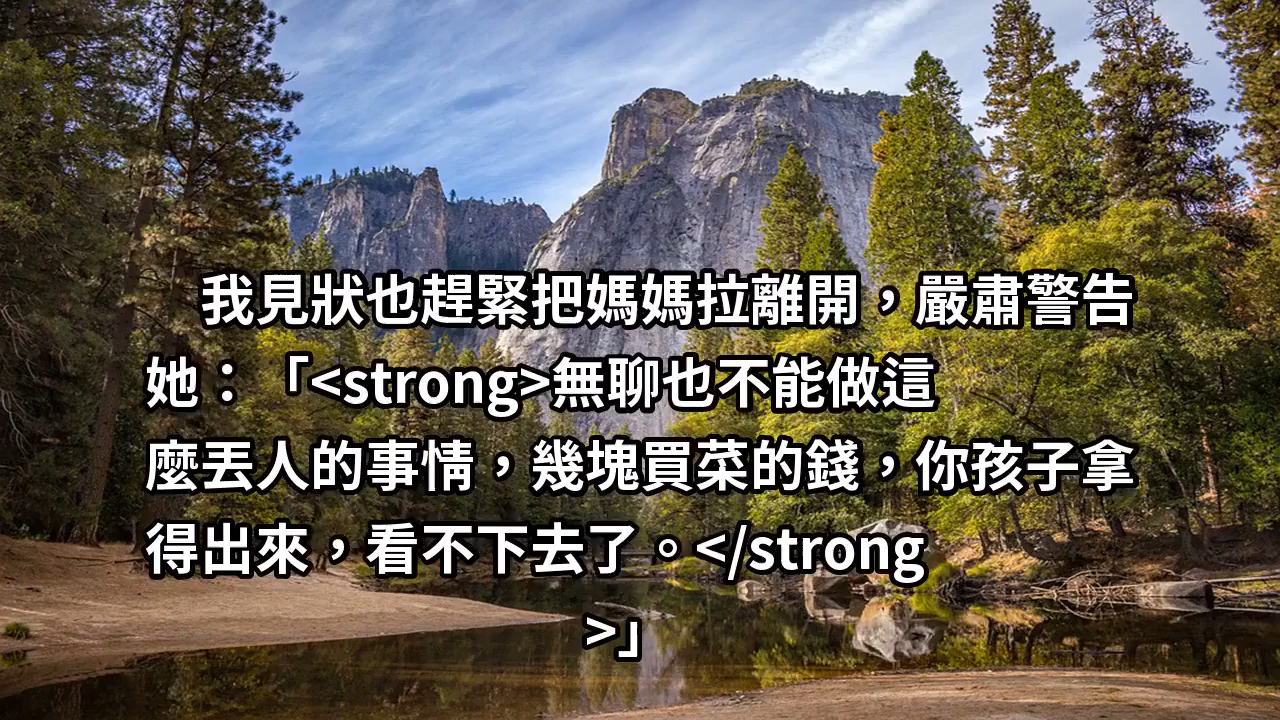 我見狀也趕緊把媽媽拉離開，嚴肅警告
她：「<strong>無聊也不能做這
麼丟人的事情，幾塊買菜的錢，你孩子拿
得出來，看不下去了。</strong
>」